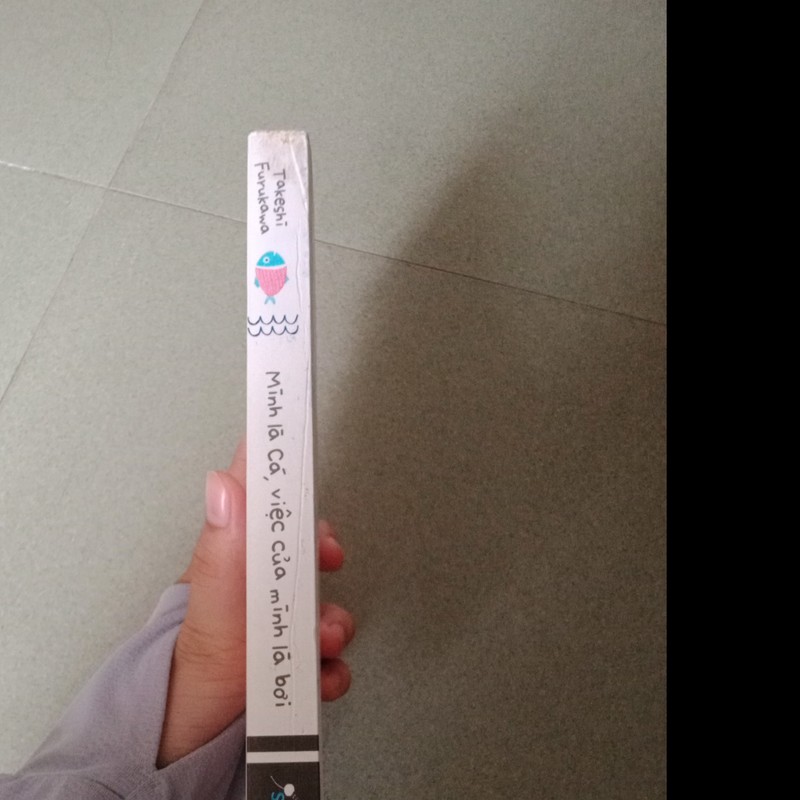 Takeshi
Furukawa
Mình là Cá, việc của mình là bơi